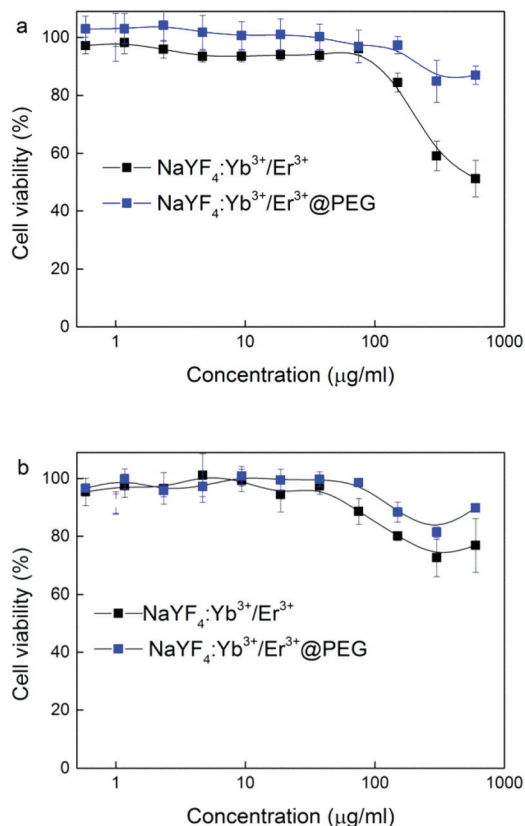 a
100
80
60
40
20
0
Cell viability (%)
NaYF₄:Yb³⁺/Er³⁺
NaYF₄:Yb³⁺/Er³⁺@PEG
1 10 100 1000
Concentration (μg/ml)
b
100
80
60
40
20
0
Cell viability (%)
NaYF₄:Yb³⁺/Er³⁺
NaYF₄:Yb³⁺/Er³⁺@PEG
1 10 100 1000
Concentration (μg/ml)